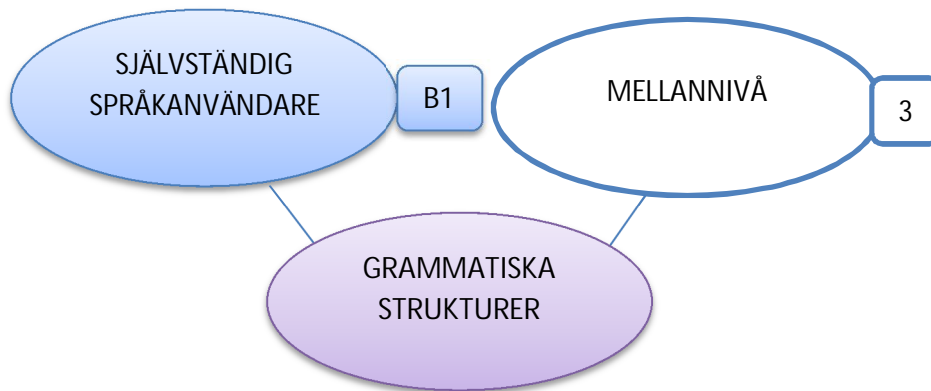 SJÄLVSTÄNDIG
SPRÅKANVÄNDARE
B1
MELLANNIVÅ
3
GRAMMATISKA
STRUKTURER